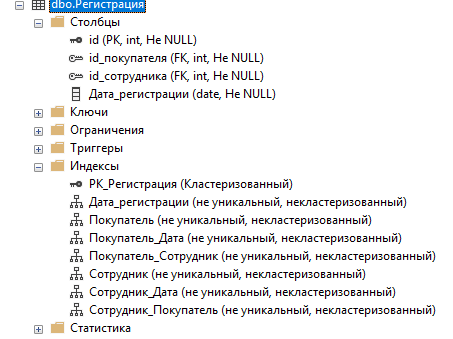 dbo.Регистрация
Столбцы
id (PK, int, Не NULL)
id_покупателя (FK, int, Не NULL)
id_сотрудника (FK, int, Не NULL)
Дата_регистрации (date, Не NULL)
Ключи
Ограничения
Триггеры
Индексы
PK_Регистрация (Кластеризованный)
Дата_регистрации (не уникальный, некластеризованный)
Покупатель (не уникальный, некластеризованный)
Покупатель_Дата (не уникальный, некластеризованный)
Покупатель_Сотрудник (не уникальный, некластеризованный)
Сотрудник (не уникальный, некластеризованный)
Сотрудник_Дата (не уникальный, некластеризованный)
Сотрудник_Покупатель (не уникальный, некластеризованный)
Статистика